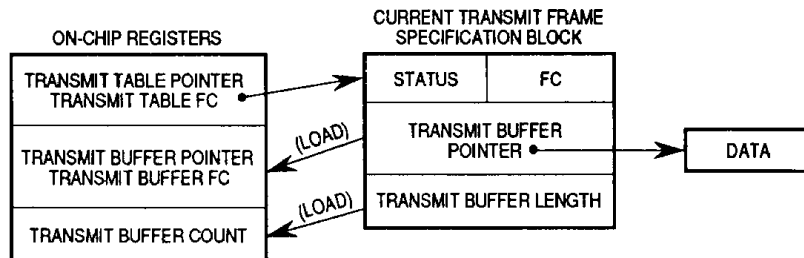 ON-CHIP REGISTERS
TRANSMIT TABLE POINTER
TRANSMIT TABLE FC
TRANSMIT BUFFER POINTER
TRANSMIT BUFFER FC
TRANSMIT BUFFER COUNT
(LOAD)
(LOAD)
CURRENT TRANSMIT FRAME
SPECIFICATION BLOCK
STATUS
FC
TRANSMIT BUFFER
POINTER
TRANSMIT BUFFER LENGTH
DATA